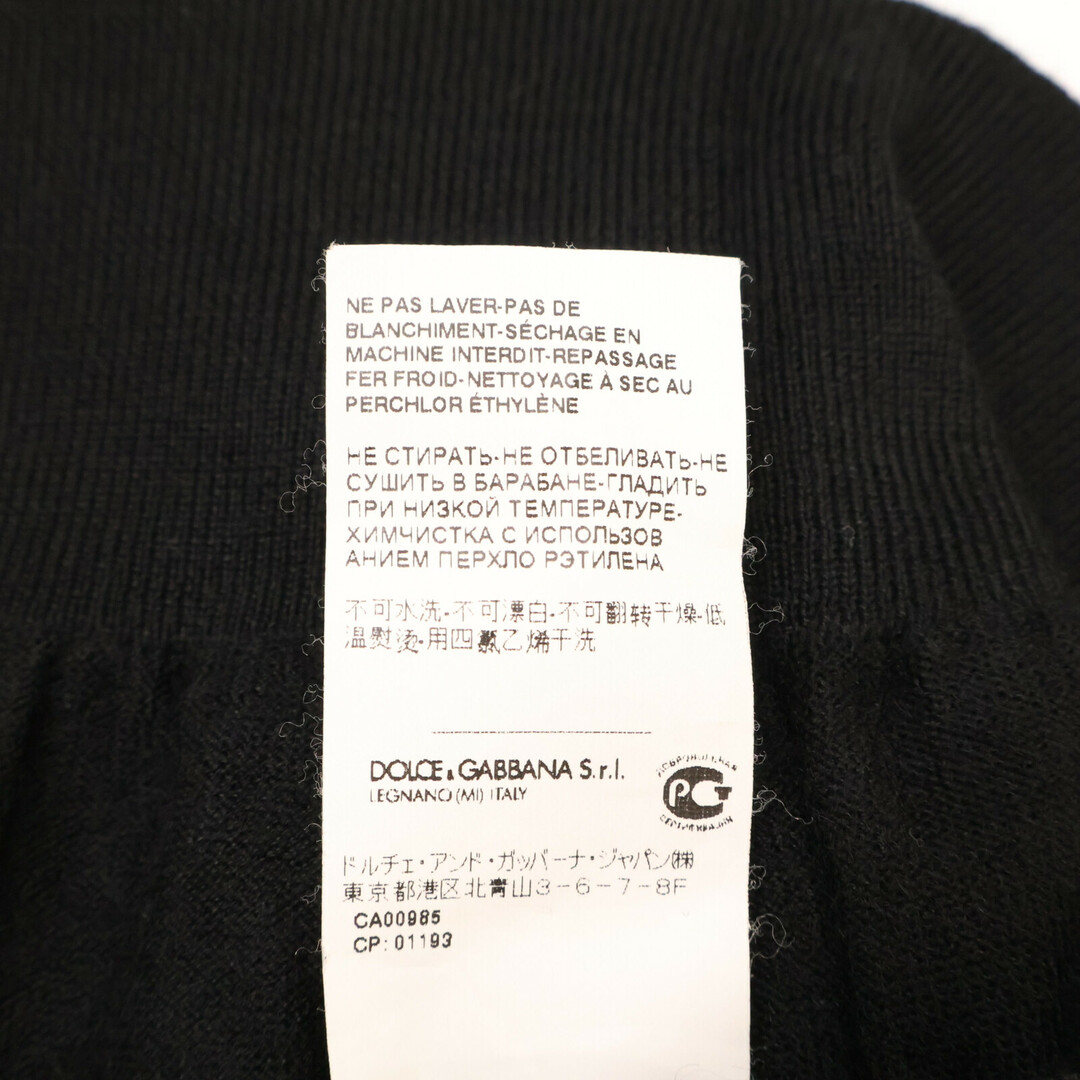 NE PAS LAVER-PAS DE
BLANCHIMENT-SÉCHAGE EN
MACHINE INTERDIT-REPASSAGE
FER FROID-NETTOYAGE À SEC AU
PERCHLOR ÉTHYLÈNE
НЕ СТИРАТЬ-НЕ ОТБЕЛИВАТЬ-НЕ
СУШИТЬ В БАРАБАНЕ-ГЛАДИТЬ
ПРИ НИЗКОЙ ТЕМПЕРАТУРЕ-
ХИМЧИСТКА С ИСПОЛЬЗОВ
АНИЕМ ПЕРХЛО РЭТИЛЕНА
不可水洗-不可漂白-不可翻转干燥-低
温熨烫-用四氯乙烯干洗
DOLCE & GABBANA S.r.l.
LEGNANO (MI) ITALY
ДОБРОВОЛЬНАЯ
РСТ
СЕРТИФИКАЦИЯ
ドルチェ・アンド・ガッバーナ・ジャパン㈱
東京都港区北青山3-6-7-8F
CA00985
CP: 01193